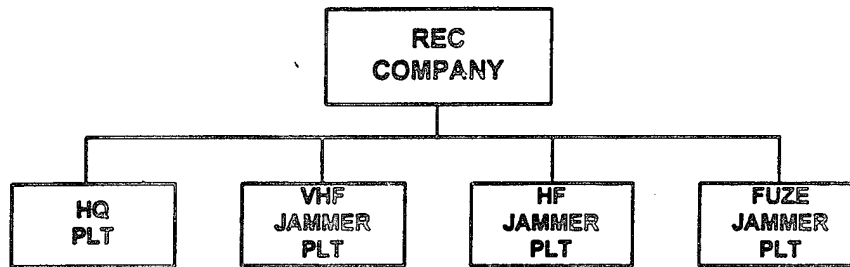 REC
COMPANY
HQ
PLT
VHF
JAMMER
PLT
HF
JAMMER
PLT
FUZE
JAMMER
PLT